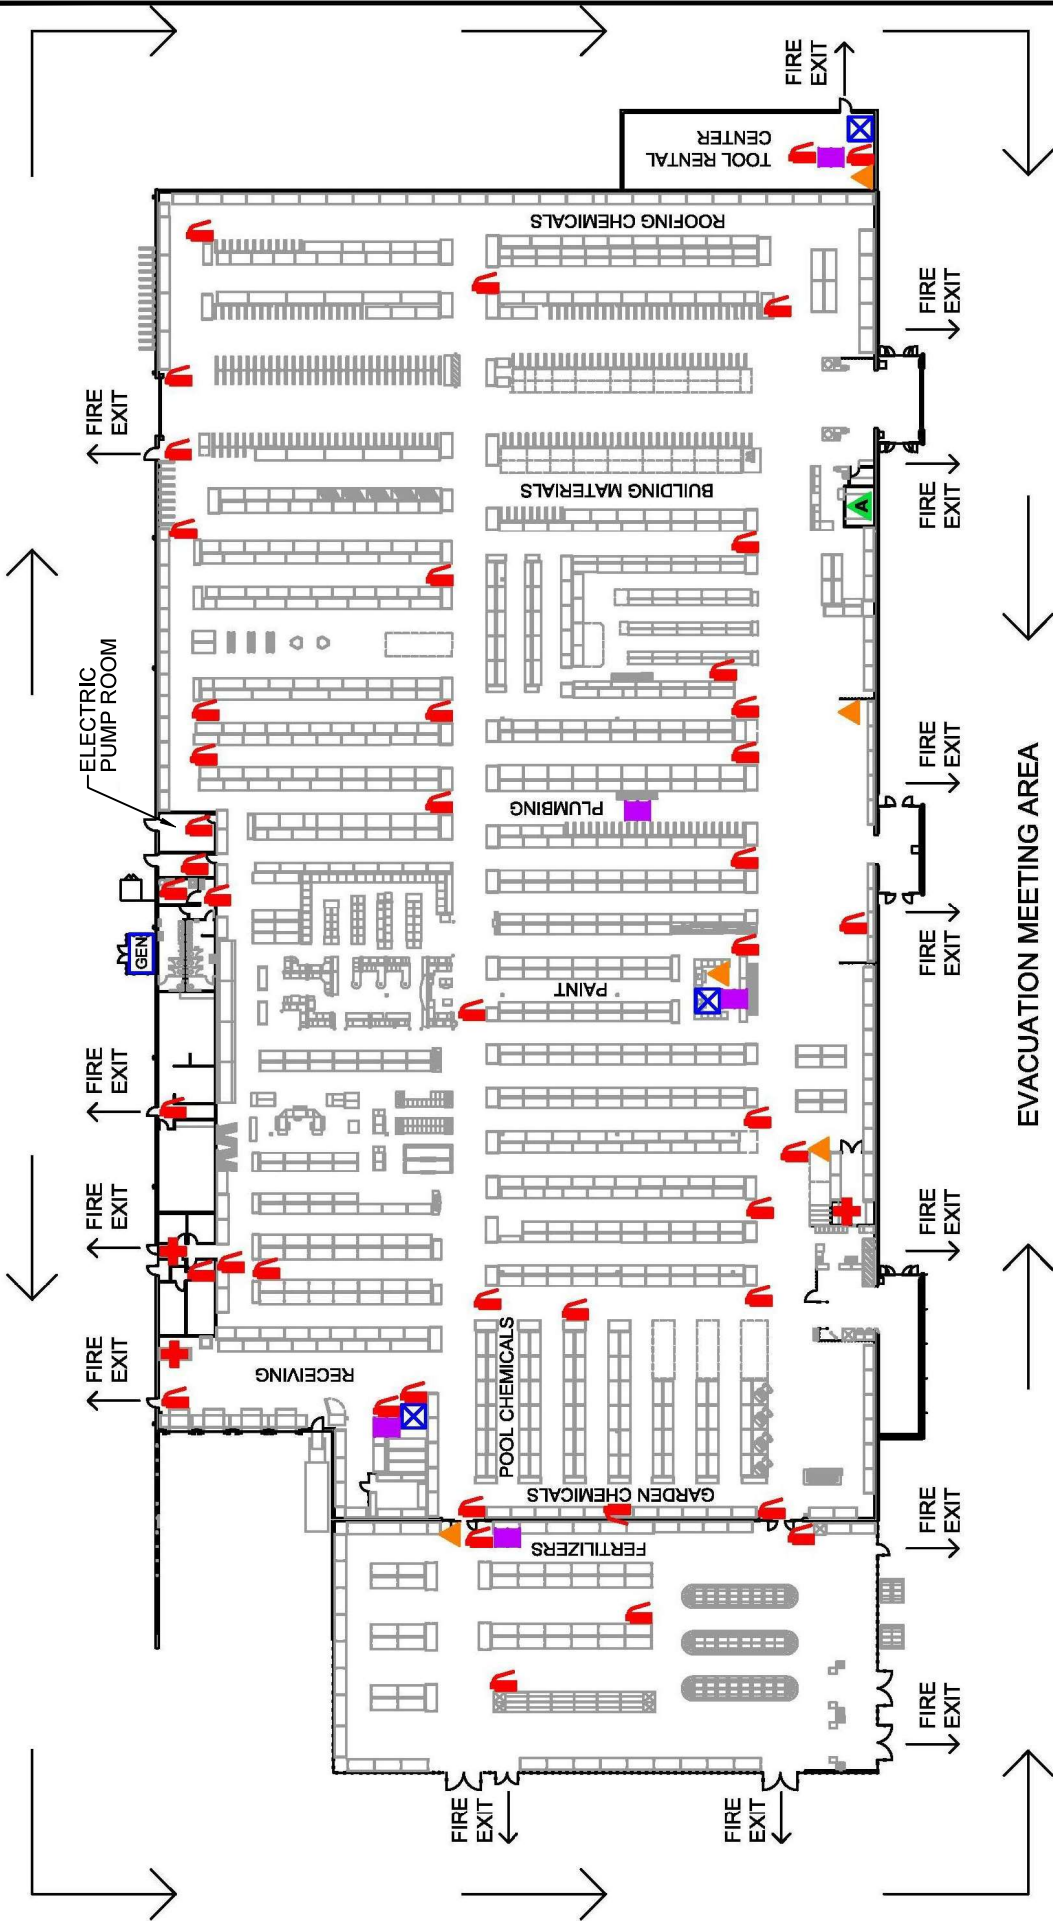 FIRE
EXIT
TOOL RENTAL
CENTER
ROOFING CHEMICALS
FIRE
EXIT
FIRE
EXIT
BUILDING MATERIALS
FIRE
EXIT
A
ELECTRIC
PUMP ROOM
PLUMBING
FIRE
EXIT
GEN
PAINT
FIRE
EXIT
EVACUATION MEETING AREA
FIRE
EXIT
FIRE
EXIT
FIRE
EXIT
FIRE
EXIT
RECEIVING
POOL CHEMICALS
GARDEN CHEMICALS
FERTILIZERS
FIRE
EXIT
FIRE
EXIT
FIRE
EXIT
FIRE
EXIT